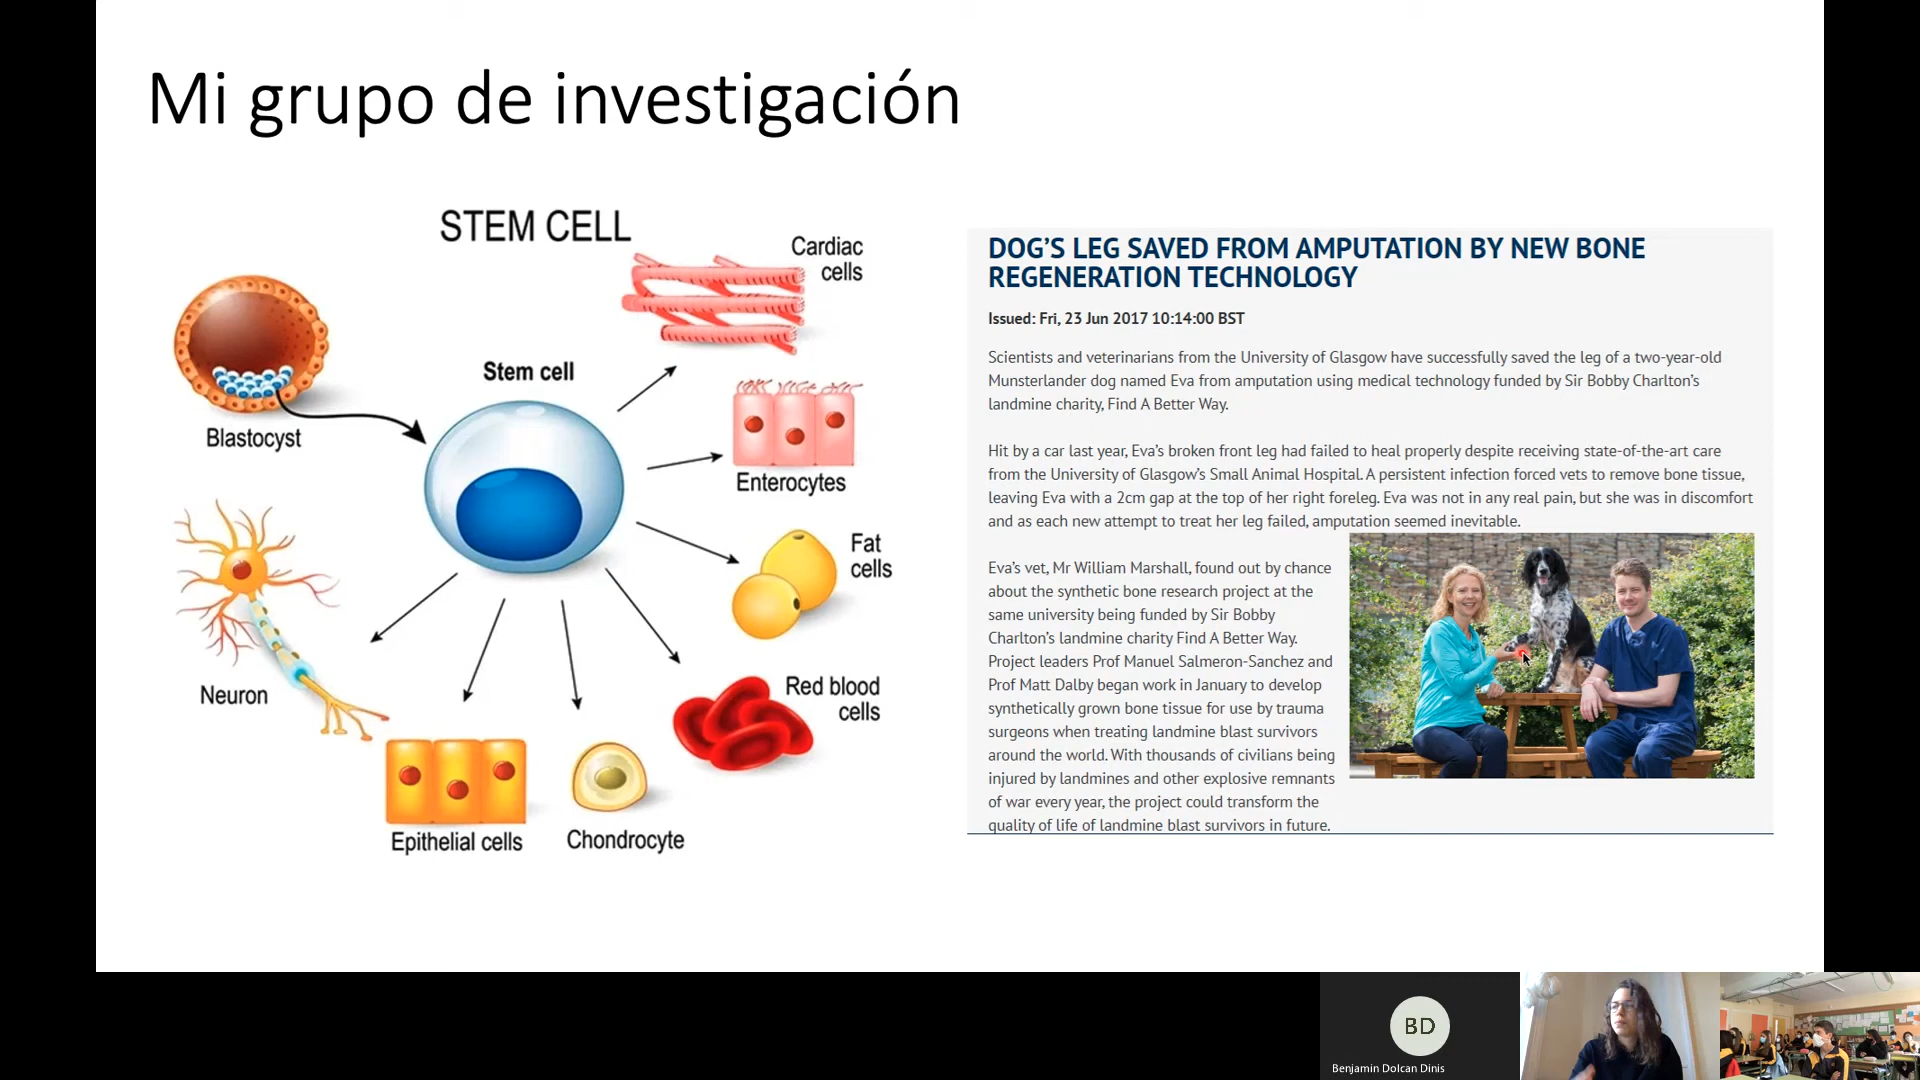 Mi grupo de investigación
STEM CELL
Cardiac
cells
Stem cell
Blastocyst
Enterocytes
Fat
cells
Neuron
Red blood
cells
Epithelial cells
Chondrocyte
DOG'S LEG SAVED FROM AMPUTATION BY NEW BONE
REGENERATION TECHNOLOGY
Issued: Fri, 23 Jun 2017 10:14:00 BST
Scientists and veterinarians from the University of Glasgow have successfully saved the leg of a two-year-old
Munsterlander dog named Eva from amputation using medical technology funded by Sir Bobby Charlton's
landmine charity, Find A Better Way.
Hit by a car last year, Eva's broken front leg had failed to heal properly despite receiving state-of-the-art care
from the University of Glasgow's Small Animal Hospital. A persistent infection forced vets to remove bone tissue,
leaving Eva with a 2cm gap at the top of her right foreleg. Eva was not in any real pain, but she was in discomfort
and as each new attempt to treat her leg failed, amputation seemed inevitable.
Eva's vet, Mr William Marshall, found out by chance
about the synthetic bone research project at the
same university being funded by Sir Bobby
Charlton's landmine charity Find A Better Way.
Project leaders Prof Manuel Salmeron-Sanchez and
Prof Matt Dalby began work in January to develop
synthetically grown bone tissue for use by trauma
surgeons when treating landmine blast survivors
around the world. With thousands of civilians being
injured by landmines and other explosive remnants
of war every year, the project could transform the
quality of life of landmine blast survivors in future.
BD
Benjamin Dolcan Dinis